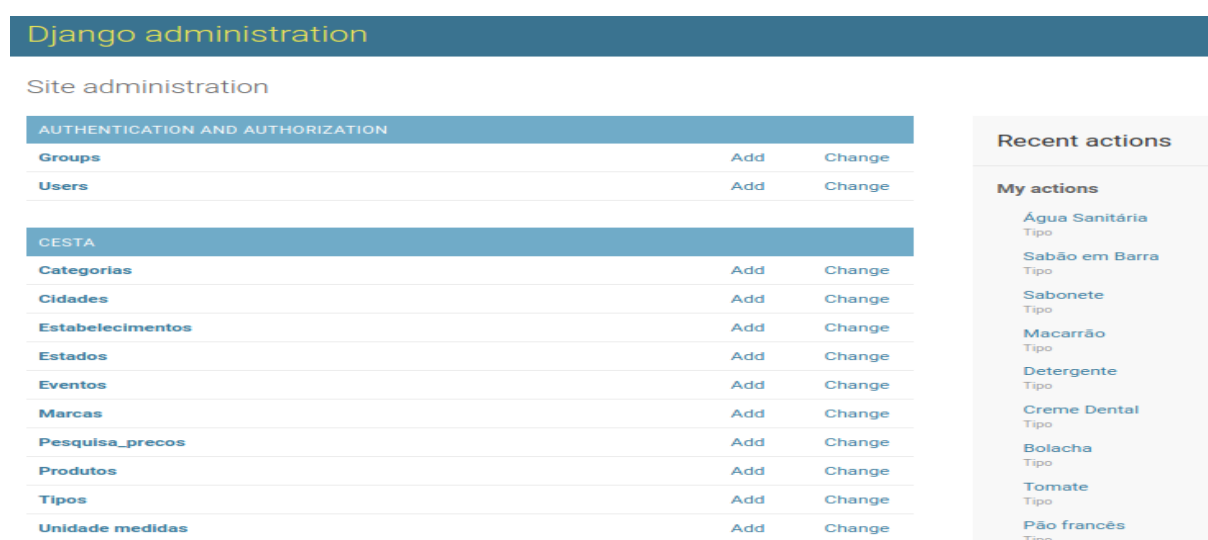 Django administration
Site administration
AUTHENTICATION AND AUTHORIZATION
Groups Add Change
Users Add Change
CESTA
Categorias Add Change
Cidades Add Change
Estabelecimentos Add Change
Estados Add Change
Eventos Add Change
Marcas Add Change
Pesquisa_precos Add Change
Produtos Add Change
Tipos Add Change
Unidade medidas Add Change
Recent actions
My actions
Água Sanitária
Tipo
Sabão em Barra
Tipo
Sabonete
Tipo
Macarrão
Tipo
Detergente
Tipo
Creme Dental
Tipo
Bolacha
Tipo
Tomate
Tipo
Pão francês
Tipo